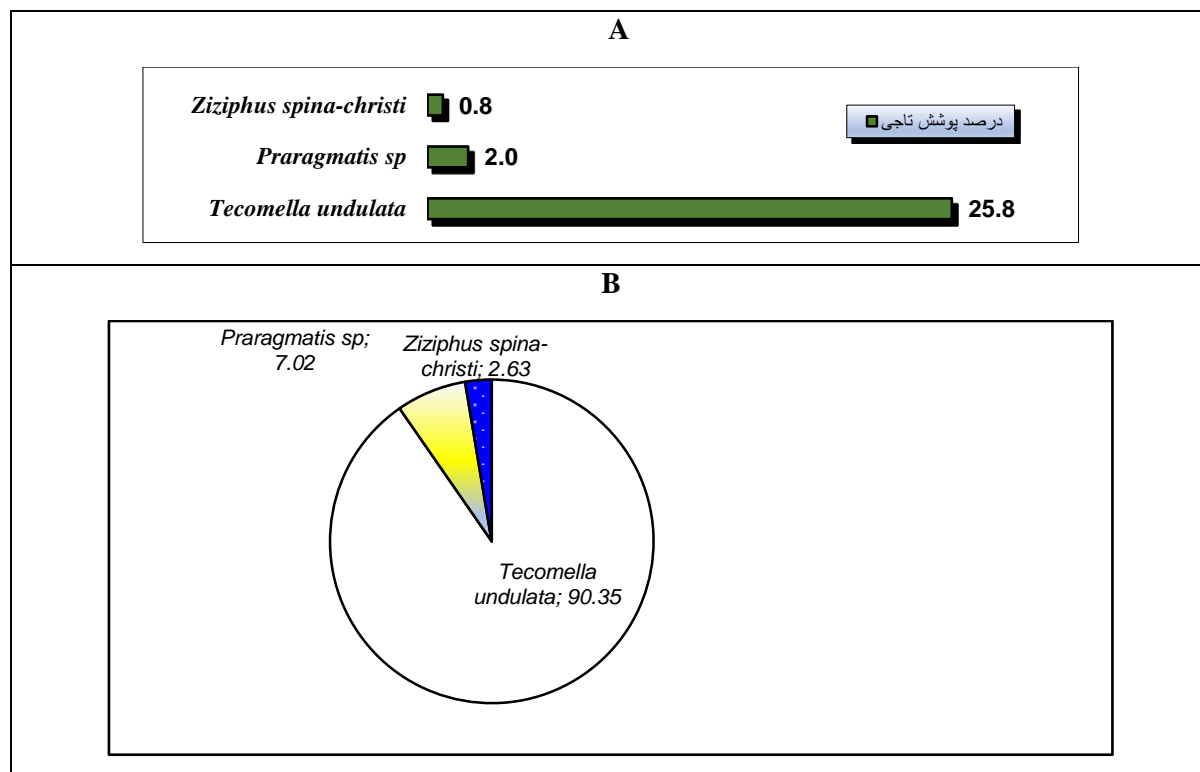 A
Ziziphus spina-christi 0.8
درصد پوشش تاجی
Praragmatis sp 2.0
Tecomella undulata 25.8
B
Praragmatis sp;
7.02
Ziziphus spina-
christi; 2.63
Tecomella
undulata; 90.35